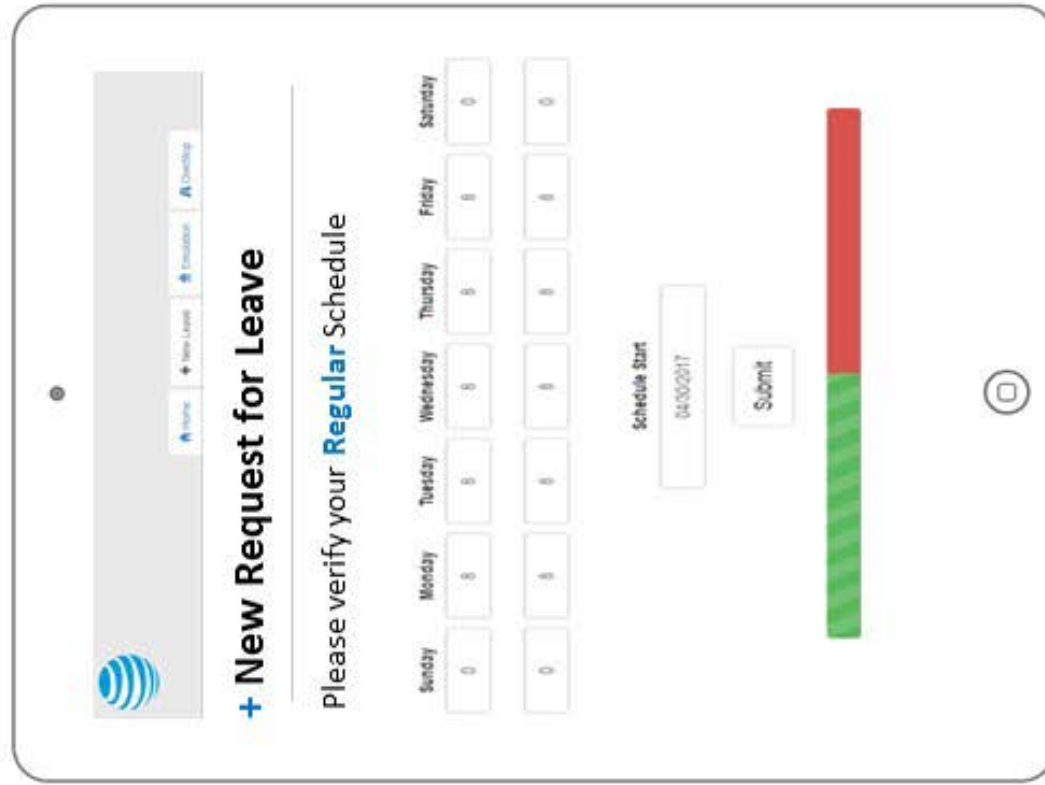 Home New Leave Emulation OneStop
+ New Request for Leave
Please verify your Regular Schedule
Sunday Monday Tuesday Wednesday Thursday Friday Saturday
0 8 8 8 8 8 0
0 8 8 8 8 8 0
Schedule Start
04/30/2017
Submit